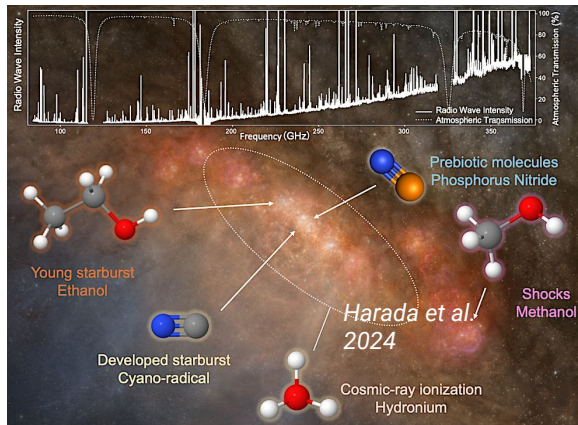 Radio Wave Intensity
100
80
60
40
20
0
Atmospheric Transmission (%)
Radio Wave Intensity
Atmospheric Transmission
100
150
200
250
300
350
Frequency(GHz)
Prebiotic molecules
Phosphorus Nitride
Young starburst
Ethanol
Shocks
Methanol
Harada et al.
2024
Developed starburst
Cyano-radical
Cosmic-ray ionization
Hydronium